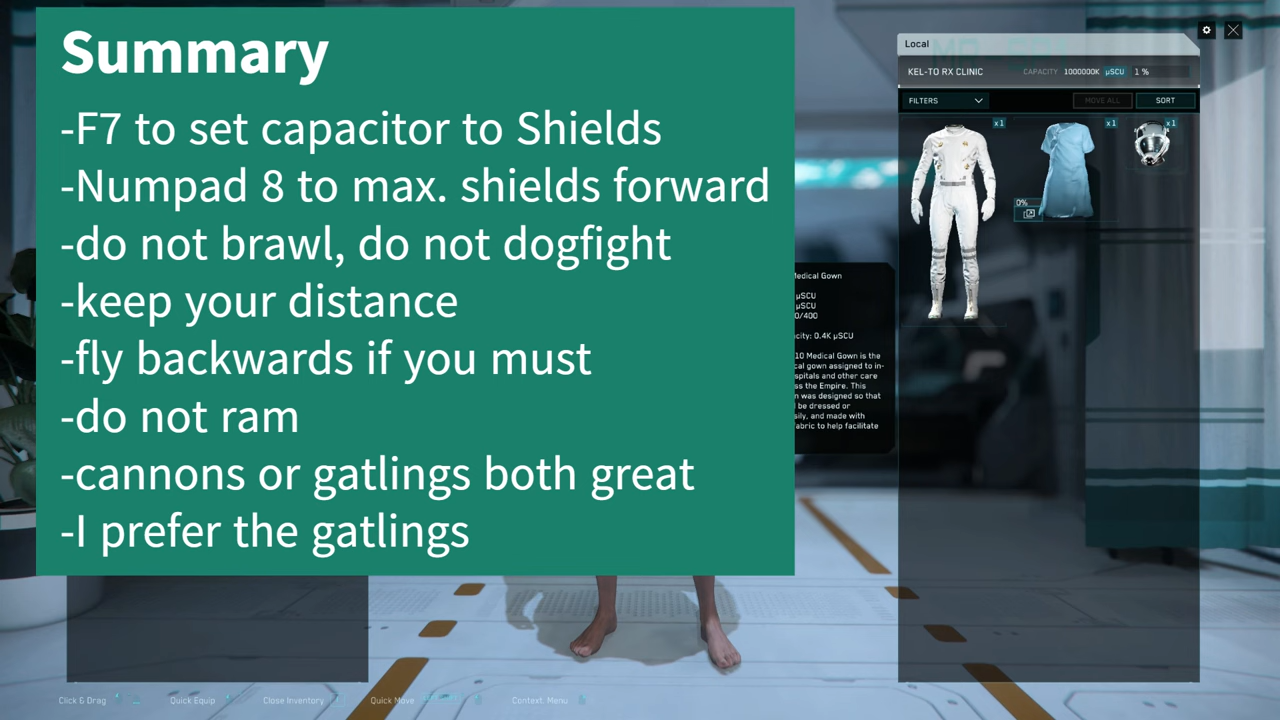 Summary
-F7 to set capacitor to Shields
-Numpad 8 to max. shields forward
-do not brawl, do not dogfight
-keep your distance
-fly backwards if you must
-do not ram
-cannons or gatlings both great
-I prefer the gatlings
Local
KEL-TO RX CLINIC CAPACITY 1000000K µSCU 1 %
FILTERS MOVE ALL SORT
x1 x1 x1
0%
Medical Gown
µSCU
µSCU
0/400
city: 0.4K µSCU
10 Medical Gown is the
cal gown assigned to in-
spitals and other care
ss the Empire. This
n was designed so that
l be dressed or
sily, and made with
fabric to help facilitate
Click & Drag Quick Equip Close Inventory Quick Move Context Menu